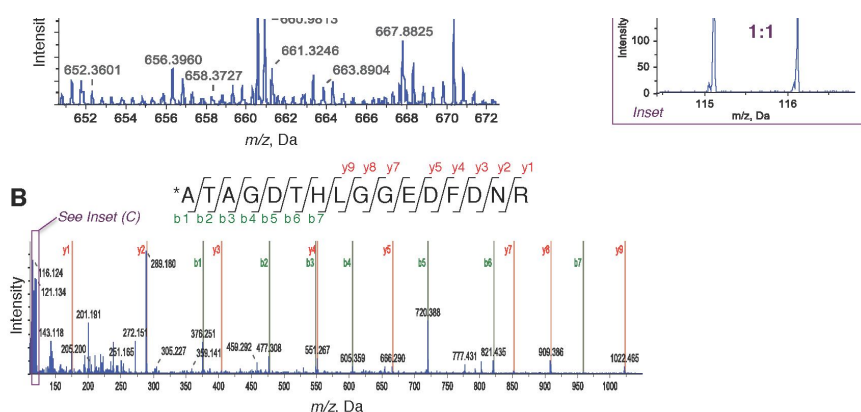 660.9813
667.8825
656.3960
661.3246
652.3601
658.3727
663.8904
652 654 656 658 660 662 664 666 668 670 672
m/z, Da
1:1
Intensity
100
50
0
115 116
Inset
m/z, Da
y9 y8 y7 y5 y4 y3 y2 y1
B
*ATAGDTHLGGEDFDNR
b1 b2 b3 b4 b5 b6 b7
See Inset (C)
y1 y2 b1 y3 b2 b3 y4 b4 y5 b5 b6 y7 y8 b7 y9
116.124
289.180
121.134
Intensity
201.191
720.388
143.118
272.151
376.251
205.200
251.165
305.227
359.141
459.292
477.308
551.267
605.359
666.290
777.431
821.435
909.386
1022.465
150 200 250 300 350 400 450 500 550 600 650 700 750 800 850 900 950 1000
m/z, Da